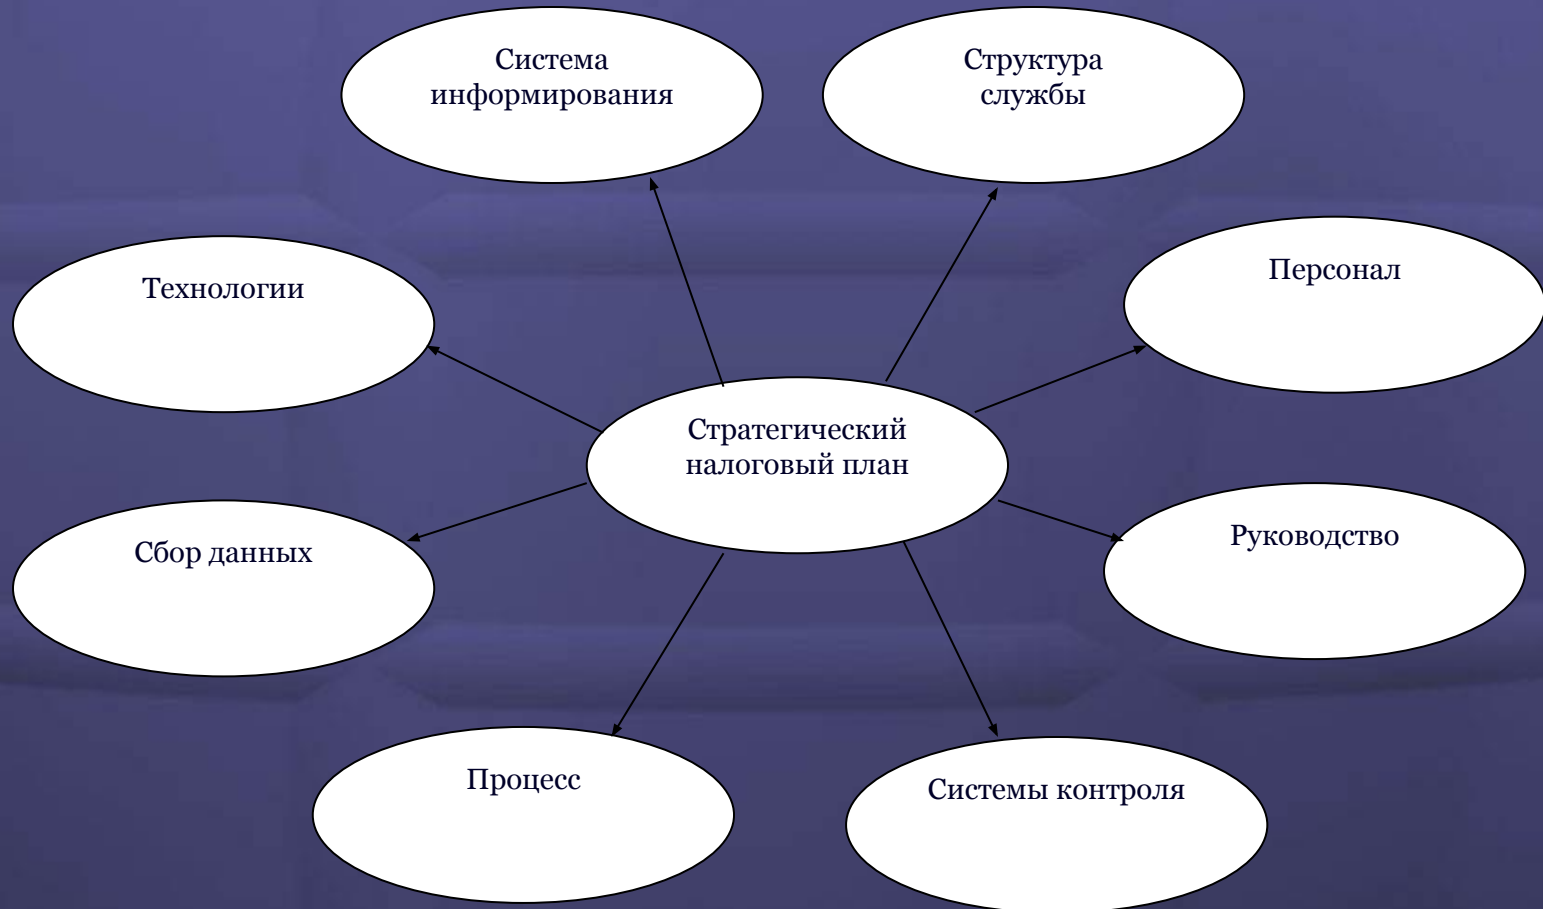 Система
информирования
Структура
службы
Технологии
Персонал
Стратегический
налоговый план
Сбор данных
Руководство
Процесс
Системы контроля